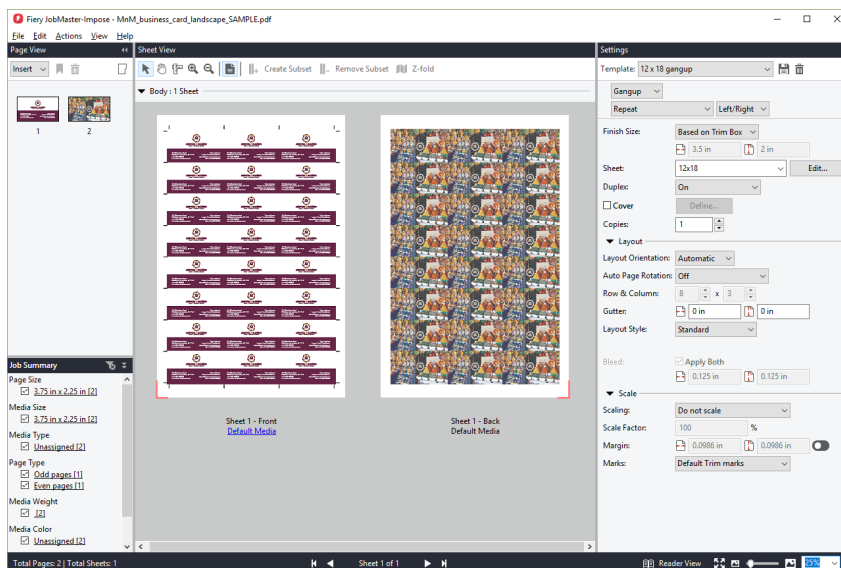 Fiery JobMaster-Impose - MnM_business_card_landscape_SAMPLE.pdf
File Edit Actions View Help
Page View
Insert
1 2
Job Summary
Page Size
3.75 in x 2.25 in [2]
Media Size
3.75 in x 2.25 in [2]
Media Type
Unassigned [2]
Page Type
Odd pages [1]
Even pages [1]
Media Weight
[2]
Media Color
Unassigned [2]
Sheet View
Create Subset Remove Subset Z-fold
Body : 1 Sheet
Sheet 1 - Front
Default Media
Sheet 1 - Back
Default Media
Settings
Template: 12 x 18 gangup
Gangup
Repeat Left/Right
Finish Size: Based on Trim Box
3.5 in 2 in
Sheet: 12x18 Edit...
Duplex: On
Cover Define...
Copies: 1
Layout
Layout Orientation: Automatic
Auto Page Rotation: Off
Row & Column: 8 x 3
Gutter: 0 in 0 in
Layout Style: Standard
Bleed: Apply Both
0.125 in 0.125 in
Scale
Scaling: Do not scale
Scale Factor: 100 %
Margin: 0.0986 in 0.0986 in
Marks: Default Trim marks
Total Pages: 2 | Total Sheets: 1
Sheet 1 of 1
Reader View
25%